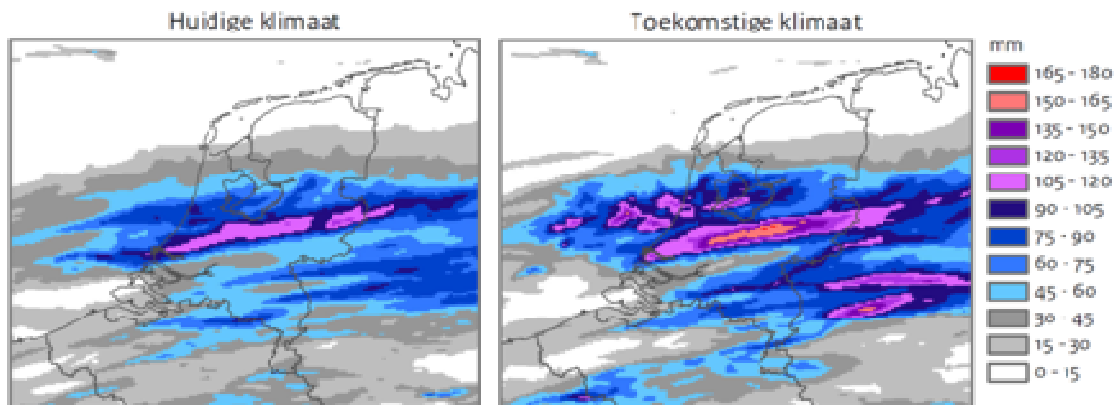 Huidige klimaat
Toekomstige klimaat
mm
165 - 180
150 - 165
135 - 150
120 - 135
105 - 120
90 - 105
75 - 90
60 - 75
45 - 60
30 - 45
15 - 30
0 - 15